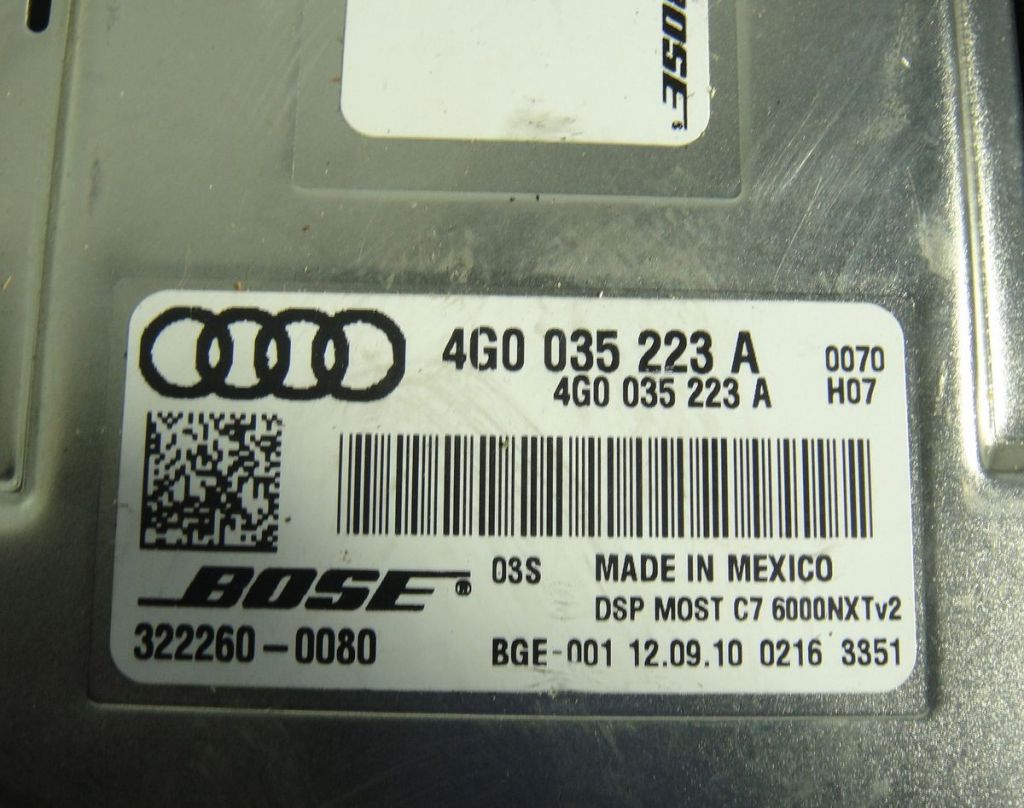 BOSE
4G0 035 223 A 0070
4G0 035 223 A H07
BOSE® 03S MADE IN MEXICO
DSP MOST C7 6000NXTv2
322260-0080 BGE-001 12.09.10 0216 3351